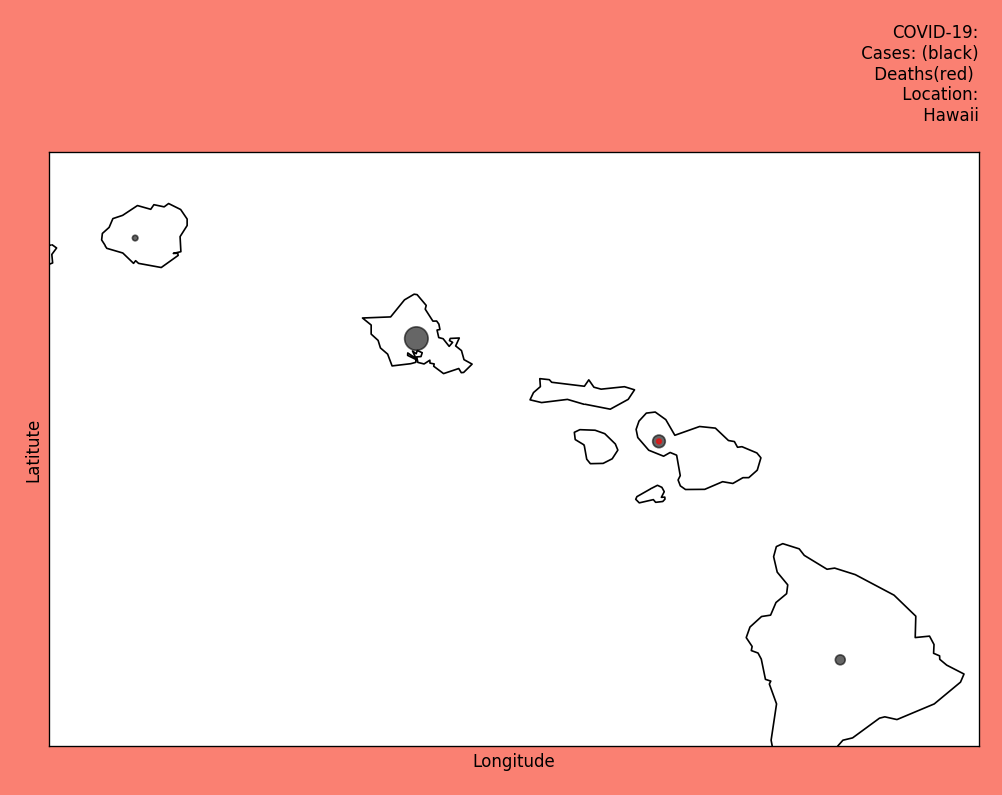 COVID-19:
Cases: (black)
Deaths(red)
Location:
Hawaii
Latitute
Longitude